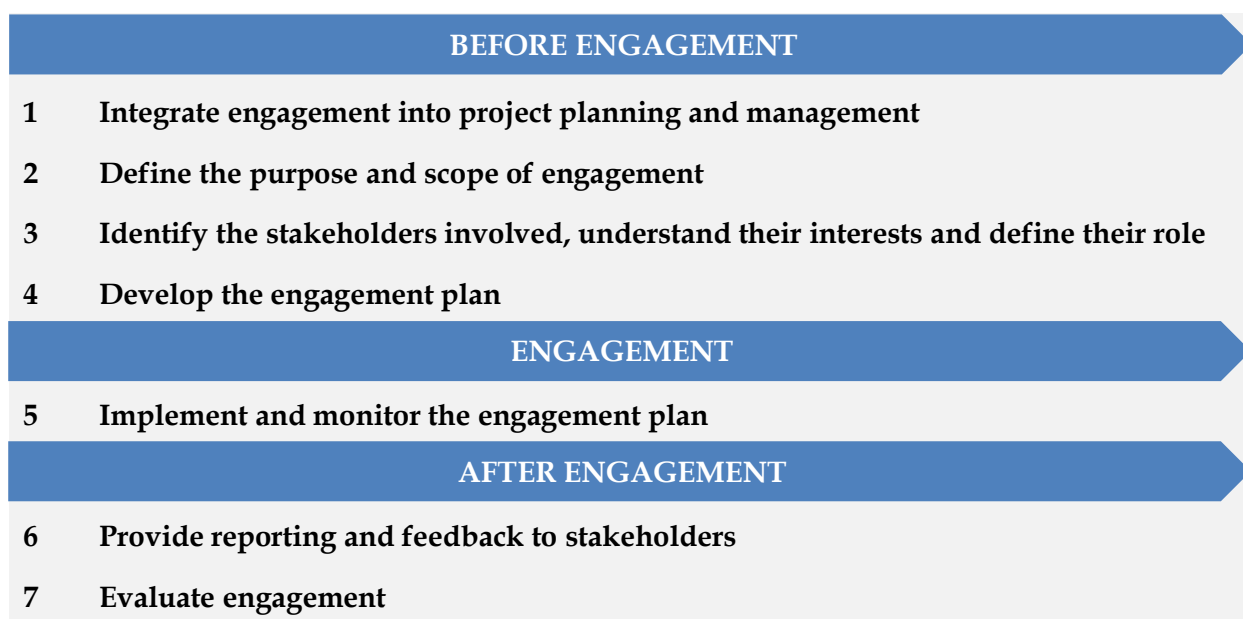 BEFORE ENGAGEMENT
1 Integrate engagement into project planning and management
2 Define the purpose and scope of engagement
3 Identify the stakeholders involved, understand their interests and define their role
4 Develop the engagement plan
ENGAGEMENT
5 Implement and monitor the engagement plan
AFTER ENGAGEMENT
6 Provide reporting and feedback to stakeholders
7 Evaluate engagement